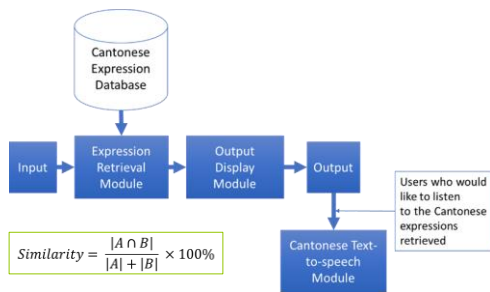 Cantonese
Expression
Database
Input
Expression
Retrieval
Module
Output
Display
Module
Output
Users who would
like to listen
to the Cantonese
expressions
retrieved
Cantonese Text-
to-speech
Module
Similarity = |A ∩ B| / |A| + |B| × 100%